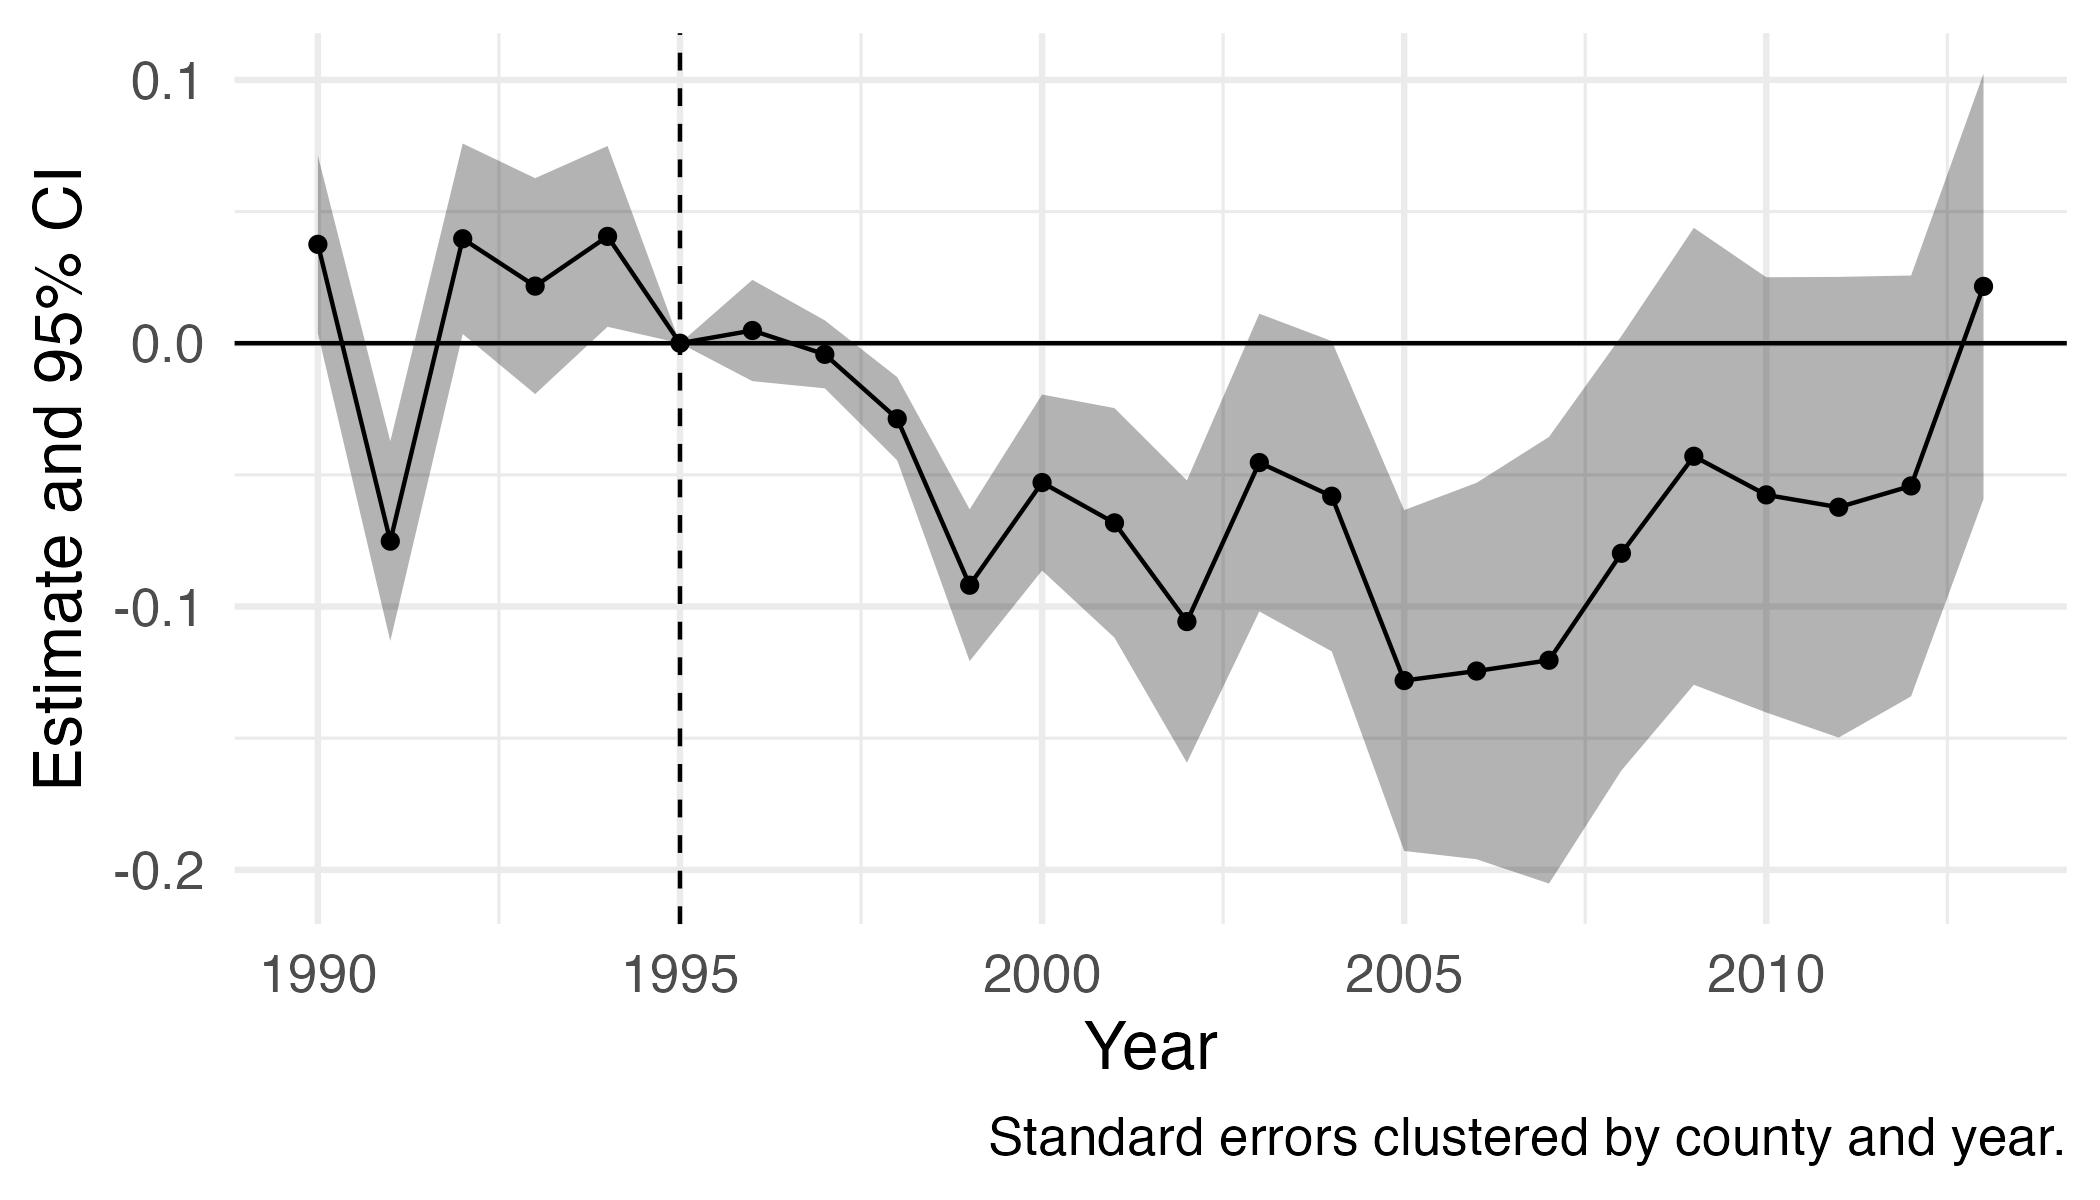 Estimate and 95% CI
0.1
0.0
-0.1
-0.2
1990 1995 2000 2005 2010
Year
Standard errors clustered by county and year.